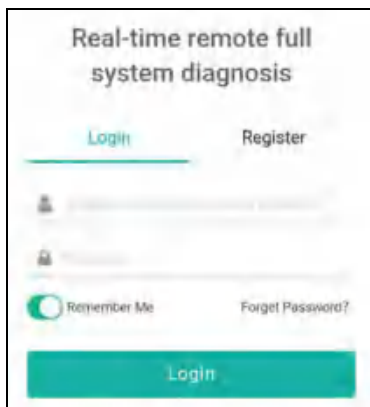 Real-time remote full
system diagnosis
Login Register
Remember Me Forget Password?
Login